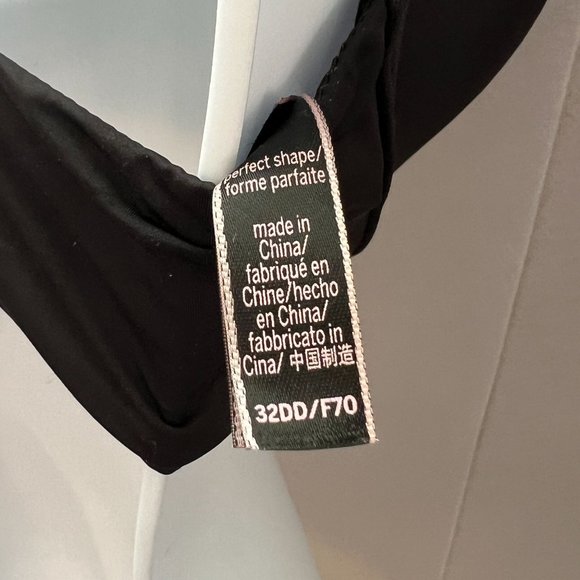 perfect shape/
forme parfaite
made in
China/
fabriqué en
Chine/hecho
en China/
fabbricato in
Cina/ 中国制造
32DD/F70